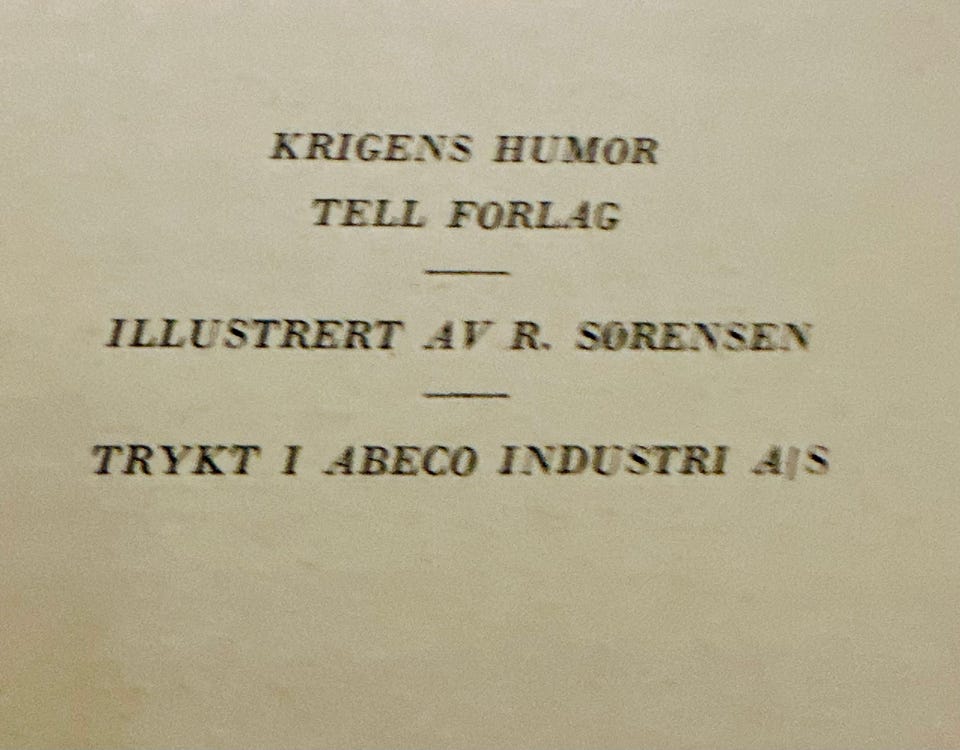 KRIGENS HUMOR
TELL FORLAG
ILLUSTRERT AV R. SØRENSEN
TRYKT I ABECO INDUSTRI A/S